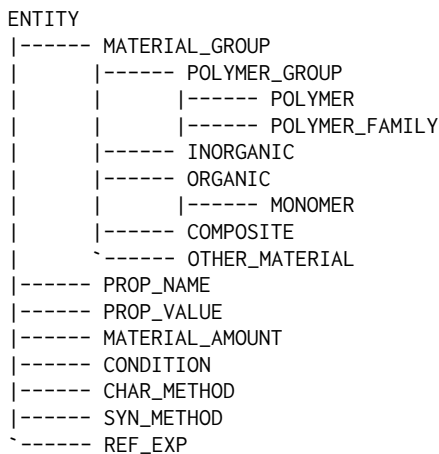 ENTITY
|------ MATERIAL_GROUP
|       |------ POLYMER_GROUP
|       |       |------ POLYMER
|       |       |------ POLYMER_FAMILY
|       |------ INORGANIC
|       |------ ORGANIC
|       |       |------ MONOMER
|       |------ COMPOSITE
|       `------ OTHER_MATERIAL
|------ PROP_NAME
|------ PROP_VALUE
|------ MATERIAL_AMOUNT
|------ CONDITION
|------ CHAR_METHOD
|------ SYN_METHOD
`------ REF_EXP